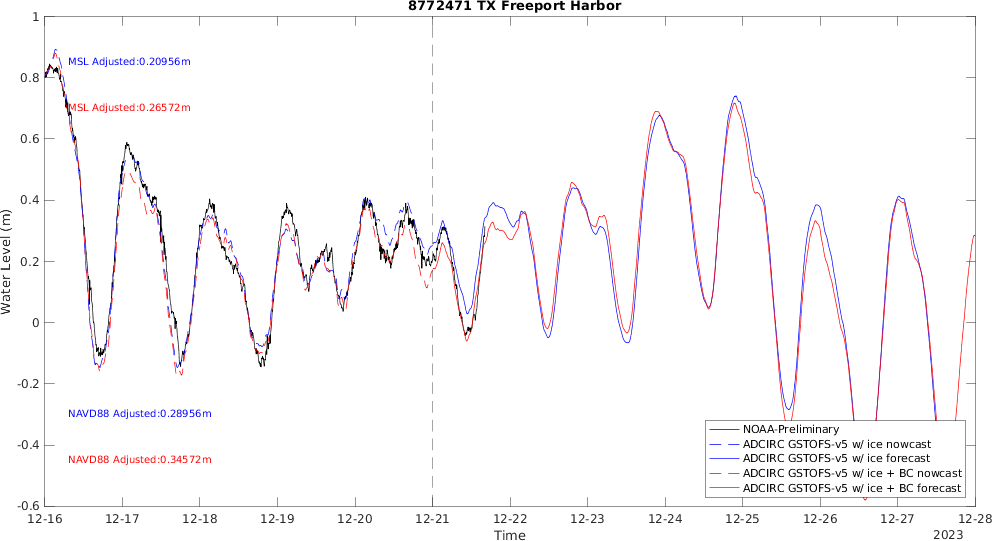 8772471 TX Freeport Harbor
1
0.8
0.6
0.4
0.2
0
-0.2
-0.4
-0.6
Water Level (m)
MSL Adjusted:0.20956m
MSL Adjusted:0.26572m
NAVD88 Adjusted:0.28956m
NAVD88 Adjusted:0.34572m
NOAA-Preliminary
ADCIRC GSTOFS-v5 w/ ice nowcast
ADCIRC GSTOFS-v5 w/ ice forecast
ADCIRC GSTOFS-v5 w/ ice + BC nowcast
ADCIRC GSTOFS-v5 w/ ice + BC forecast
12-16 12-17 12-18 12-19 12-20 12-21 12-22 12-23 12-24 12-25 12-26 12-27 12-28
Time
2023